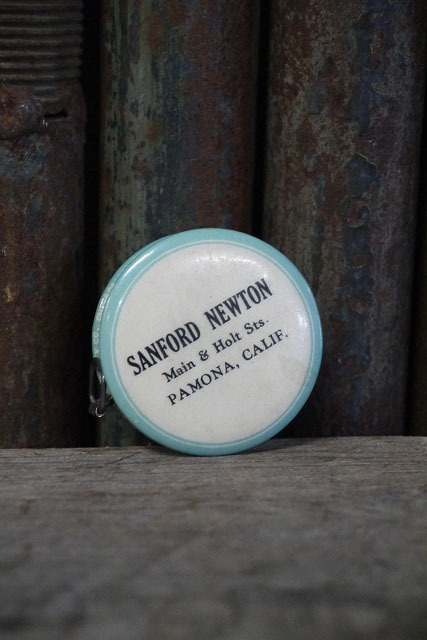 SANFORD NEWTON
Main & Holt Sts.
PAMONA, CALIF.